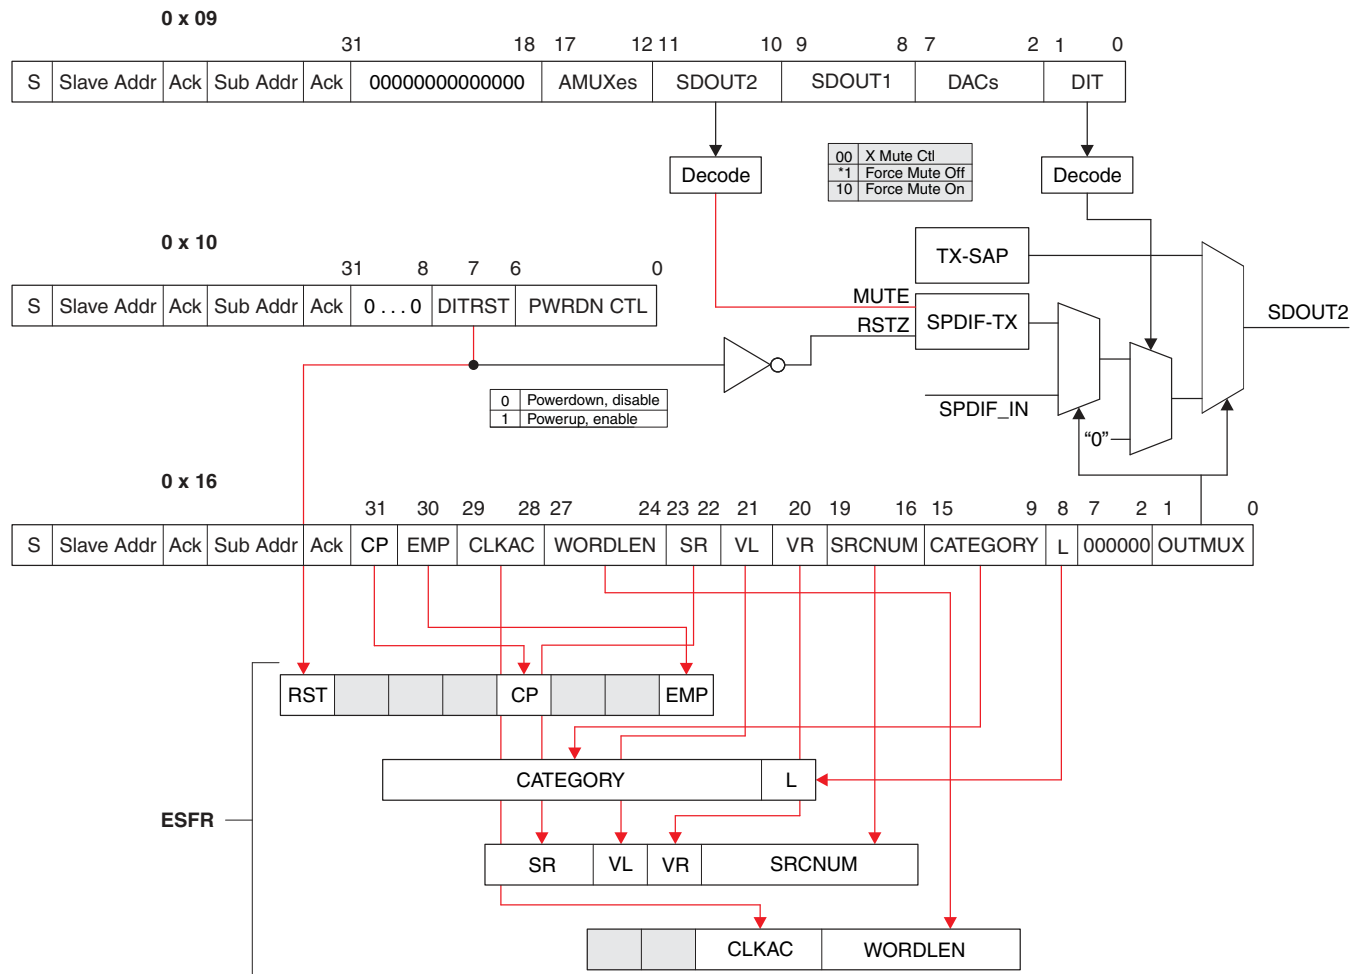 0 x 09
31 18 17 12 11 10 9 8 7 2 1 0
S Slave Addr Ack Sub Addr Ack 00000000000000 AMUXes SDOUT2 SDOUT1 DACs DIT
Decode
00 X Mute Ctl
*1 Force Mute Off
10 Force Mute On
Decode
0 x 10
31 8 7 6 0
S Slave Addr Ack Sub Addr Ack 0 . . . 0 DITRST PWRDN CTL
TX-SAP
MUTE
RSTZ
SPDIF-TX
SDOUT2
0 Powerdown, disable
1 Powerup, enable
SPDIF_IN
“0”
0 x 16
31 30 29 28 27 24 23 22 21 20 19 16 15 9 8 7 2 1 0
S Slave Addr Ack Sub Addr Ack CP EMP CLKAC WORDLEN SR VL VR SRCNUM CATEGORY L 000000 OUTMUX
RST CP EMP
CATEGORY L
ESFR
SR VL VR SRCNUM
CLKAC WORDLEN